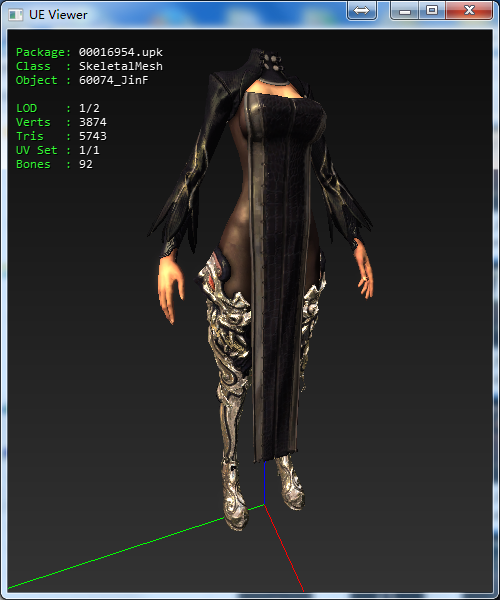 UE Viewer
Package: 00016954.upk
Class : SkeletalMesh
Object : 60074_JinF
LOD : 1/2
Verts : 3874
Tris : 5743
UV Set : 1/1
Bones : 92